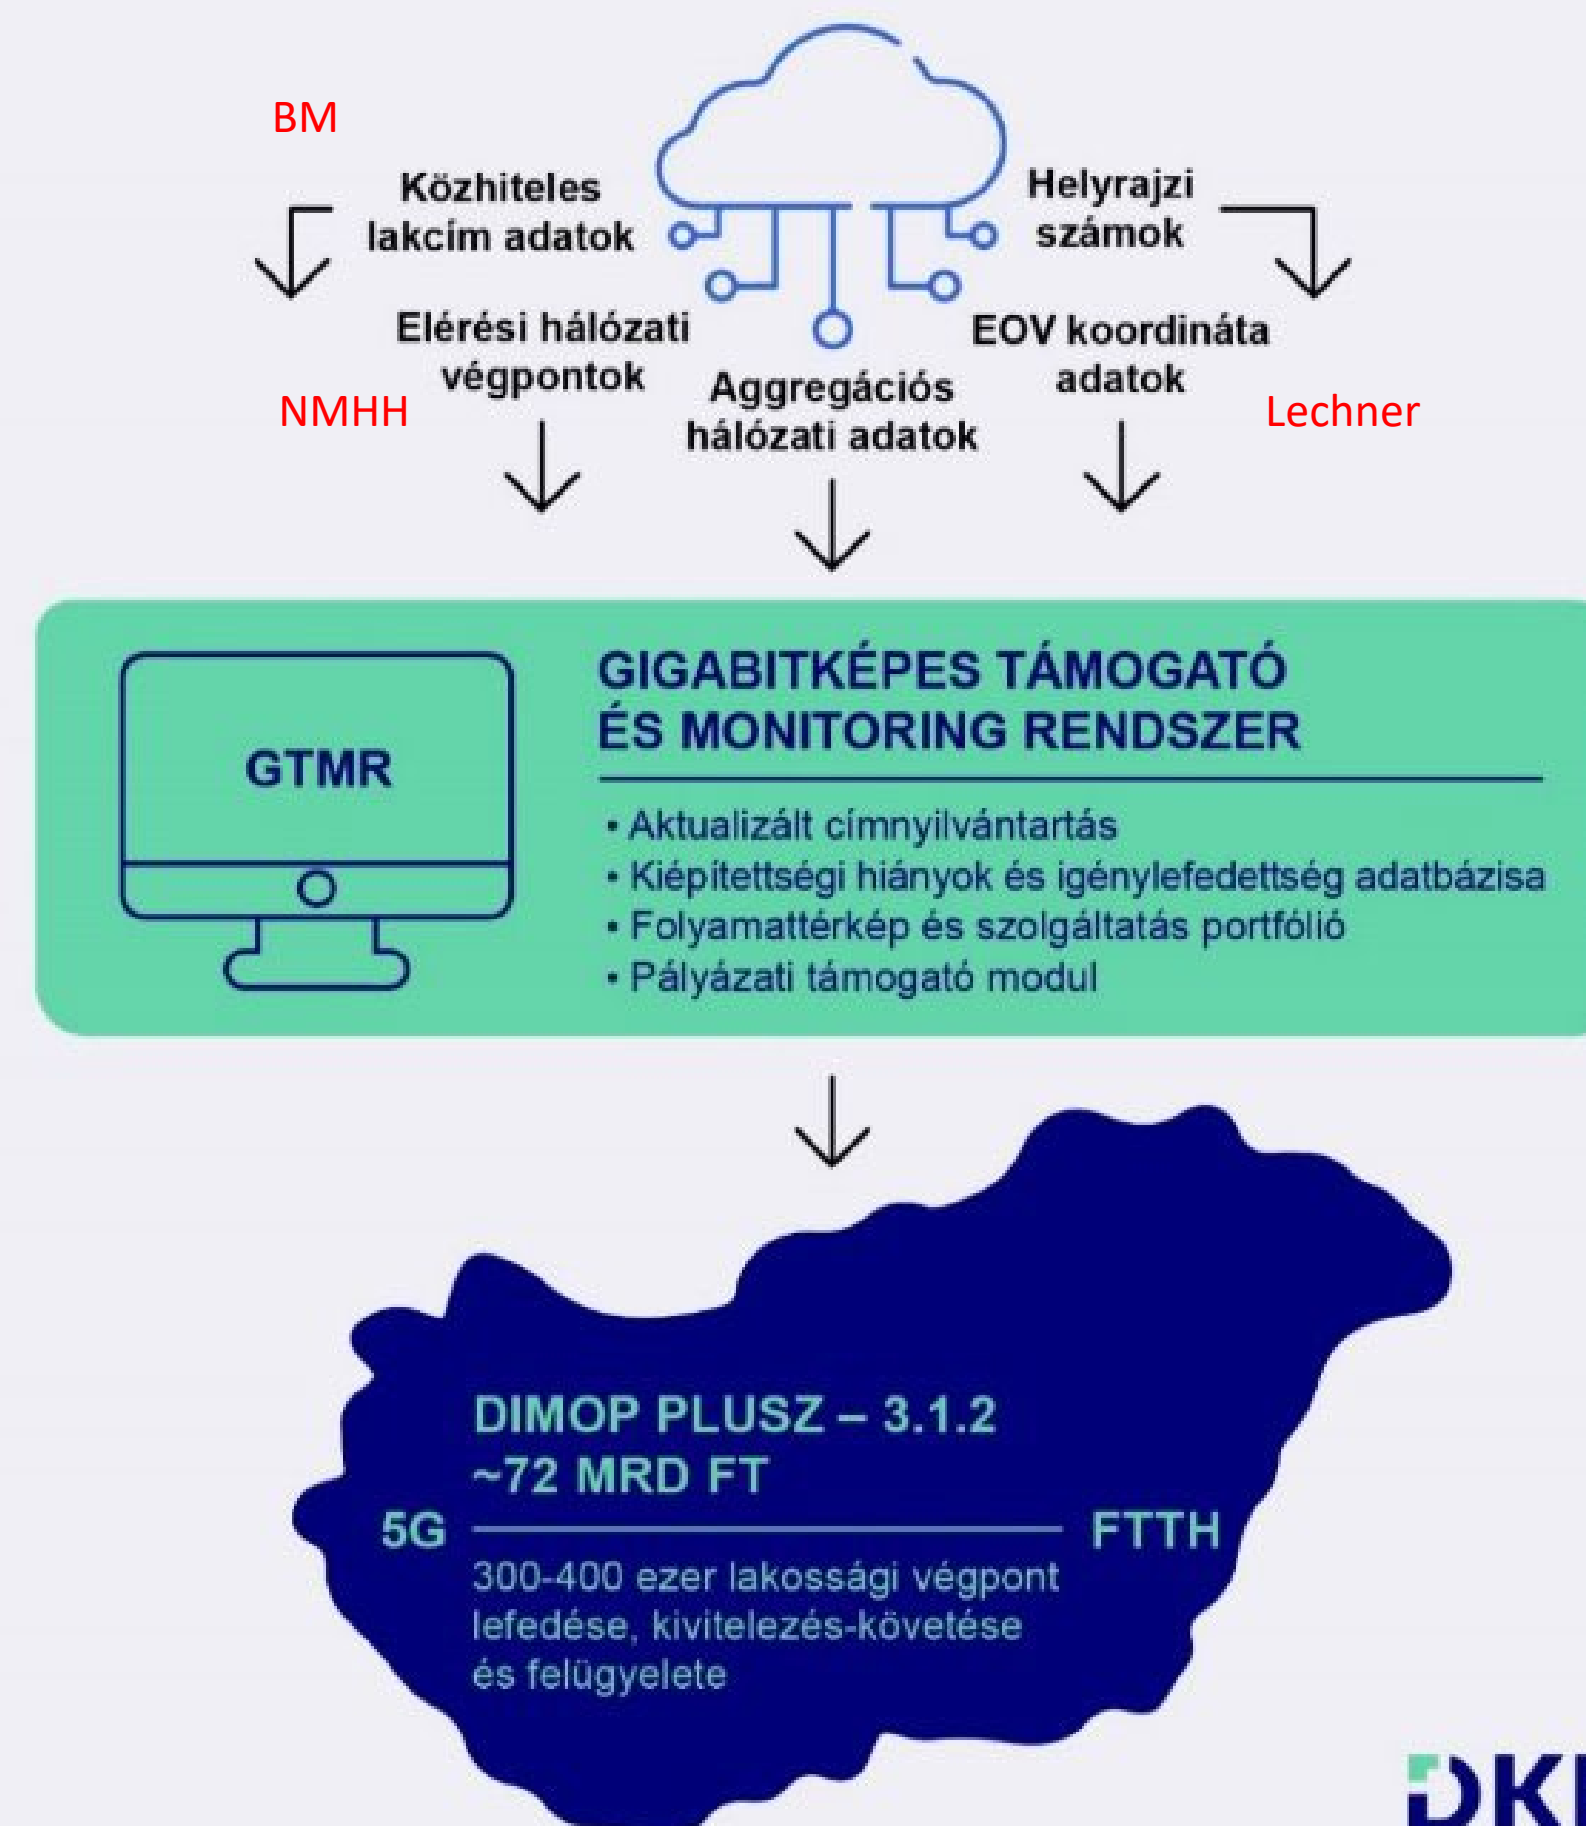 BM
Közhiteles
lakcím adatok
Helyrajzi
számok
Elérési hálózati
végpontok
EOV koordináta
adatok
Aggregációs
hálózati adatok
NMHH
Lechner
GTMR
GIGABITKÉPES TÁMOGATÓ
ÉS MONITORING RENDSZER
• Aktualizált címnyilvántartás
• Kiépítettségi hiányok és igénylefedettség adatbázisa
• Folyamattérkép és szolgáltatás portfólió
• Pályázati támogató modul
DIMOP PLUSZ – 3.1.2
~72 MRD FT
5G
FTTH
300-400 ezer lakossági végpont
lefedése, kivitelezés-követése
és felügyelete